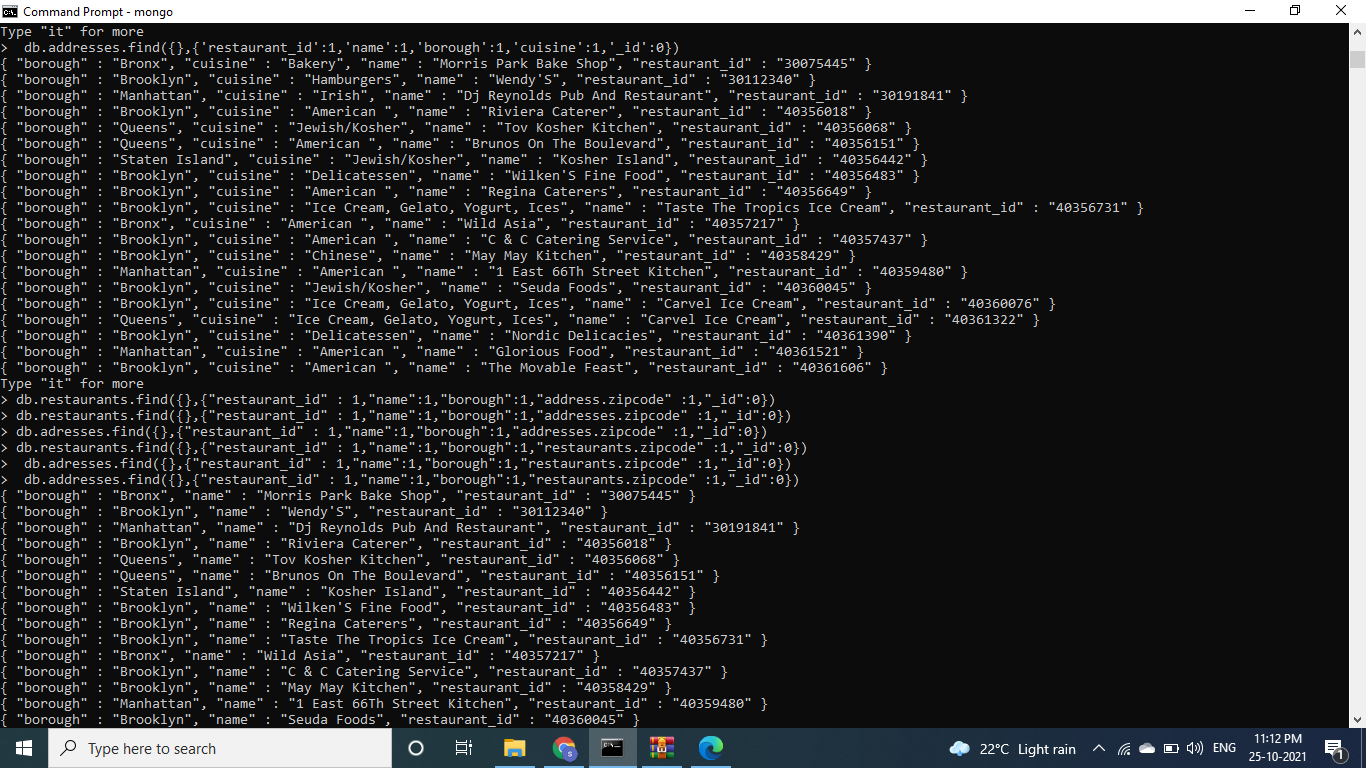 Command Prompt - mongo
Type "it" for more
>  db.addresses.find({},{'restaurant_id':1,'name':1,'borough':1,'cuisine':1,'_id':0})
{ "borough" : "Bronx", "cuisine" : "Bakery", "name" : "Morris Park Bake Shop", "restaurant_id" : "30075445" }
{ "borough" : "Brooklyn", "cuisine" : "Hamburgers", "name" : "Wendy'S", "restaurant_id" : "30112340" }
{ "borough" : "Manhattan", "cuisine" : "Irish", "name" : "Dj Reynolds Pub And Restaurant", "restaurant_id" : "30191841" }
{ "borough" : "Brooklyn", "cuisine" : "American ", "name" : "Riviera Caterer", "restaurant_id" : "40356018" }
{ "borough" : "Queens", "cuisine" : "Jewish/Kosher", "name" : "Tov Kosher Kitchen", "restaurant_id" : "40356068" }
{ "borough" : "Queens", "cuisine" : "American ", "name" : "Brunos On The Boulevard", "restaurant_id" : "40356151" }
{ "borough" : "Staten Island", "cuisine" : "Jewish/Kosher", "name" : "Kosher Island", "restaurant_id" : "40356442" }
{ "borough" : "Brooklyn", "cuisine" : "Delicatessen", "name" : "Wilken'S Fine Food", "restaurant_id" : "40356483" }
{ "borough" : "Brooklyn", "cuisine" : "American ", "name" : "Regina Caterers", "restaurant_id" : "40356649" }
{ "borough" : "Brooklyn", "cuisine" : "Ice Cream, Gelato, Yogurt, Ices", "name" : "Taste The Tropics Ice Cream", "restaurant_id" : "40356731" }
{ "borough" : "Bronx", "cuisine" : "American ", "name" : "Wild Asia", "restaurant_id" : "40357217" }
{ "borough" : "Brooklyn", "cuisine" : "American ", "name" : "C & C Catering Service", "restaurant_id" : "40357437" }
{ "borough" : "Brooklyn", "cuisine" : "Chinese", "name" : "May May Kitchen", "restaurant_id" : "40358429" }
{ "borough" : "Manhattan", "cuisine" : "American ", "name" : "1 East 66Th Street Kitchen", "restaurant_id" : "40359480" }
{ "borough" : "Brooklyn", "cuisine" : "Jewish/Kosher", "name" : "Seuda Foods", "restaurant_id" : "40360045" }
{ "borough" : "Brooklyn", "cuisine" : "Ice Cream, Gelato, Yogurt, Ices", "name" : "Carvel Ice Cream", "restaurant_id" : "40360076" }
{ "borough" : "Queens", "cuisine" : "Ice Cream, Gelato, Yogurt, Ices", "name" : "Carvel Ice Cream", "restaurant_id" : "40361322" }
{ "borough" : "Brooklyn", "cuisine" : "Delicatessen", "name" : "Nordic Delicacies", "restaurant_id" : "40361390" }
{ "borough" : "Manhattan", "cuisine" : "American ", "name" : "Glorious Food", "restaurant_id" : "40361521" }
{ "borough" : "Brooklyn", "cuisine" : "American ", "name" : "The Movable Feast", "restaurant_id" : "40361606" }
Type "it" for more
> db.restaurants.find({},{"restaurant_id" : 1,"name":1,"borough":1,"address.zipcode" :1,"_id":0})
> db.restaurants.find({},{"restaurant_id" : 1,"name":1,"borough":1,"addresses.zipcode" :1,"_id":0})
> db.adresses.find({},{"restaurant_id" : 1,"name":1,"borough":1,"addresses.zipcode" :1,"_id":0})
> db.restaurants.find({},{"restaurant_id" : 1,"name":1,"borough":1,"restaurants.zipcode" :1,"_id":0})
>  db.adresses.find({},{"restaurant_id" : 1,"name":1,"borough":1,"restaurants.zipcode" :1,"_id":0})
>  db.addresses.find({},{"restaurant_id" : 1,"name":1,"borough":1,"restaurants.zipcode" :1,"_id":0})
{ "borough" : "Bronx", "name" : "Morris Park Bake Shop", "restaurant_id" : "30075445" }
{ "borough" : "Brooklyn", "name" : "Wendy'S", "restaurant_id" : "30112340" }
{ "borough" : "Manhattan", "name" : "Dj Reynolds Pub And Restaurant", "restaurant_id" : "30191841" }
{ "borough" : "Brooklyn", "name" : "Riviera Caterer", "restaurant_id" : "40356018" }
{ "borough" : "Queens", "name" : "Tov Kosher Kitchen", "restaurant_id" : "40356068" }
{ "borough" : "Queens", "name" : "Brunos On The Boulevard", "restaurant_id" : "40356151" }
{ "borough" : "Staten Island", "name" : "Kosher Island", "restaurant_id" : "40356442" }
{ "borough" : "Brooklyn", "name" : "Wilken'S Fine Food", "restaurant_id" : "40356483" }
{ "borough" : "Brooklyn", "name" : "Regina Caterers", "restaurant_id" : "40356649" }
{ "borough" : "Brooklyn", "name" : "Taste The Tropics Ice Cream", "restaurant_id" : "40356731" }
{ "borough" : "Bronx", "name" : "Wild Asia", "restaurant_id" : "40357217" }
{ "borough" : "Brooklyn", "name" : "C & C Catering Service", "restaurant_id" : "40357437" }
{ "borough" : "Brooklyn", "name" : "May May Kitchen", "restaurant_id" : "40358429" }
{ "borough" : "Manhattan", "name" : "1 East 66Th Street Kitchen", "restaurant_id" : "40359480" }
{ "borough" : "Brooklyn", "name" : "Seuda Foods", "restaurant_id" : "40360045" }
Type here to search
22°C Light rain
ENG
11:12 PM
25-10-2021
1